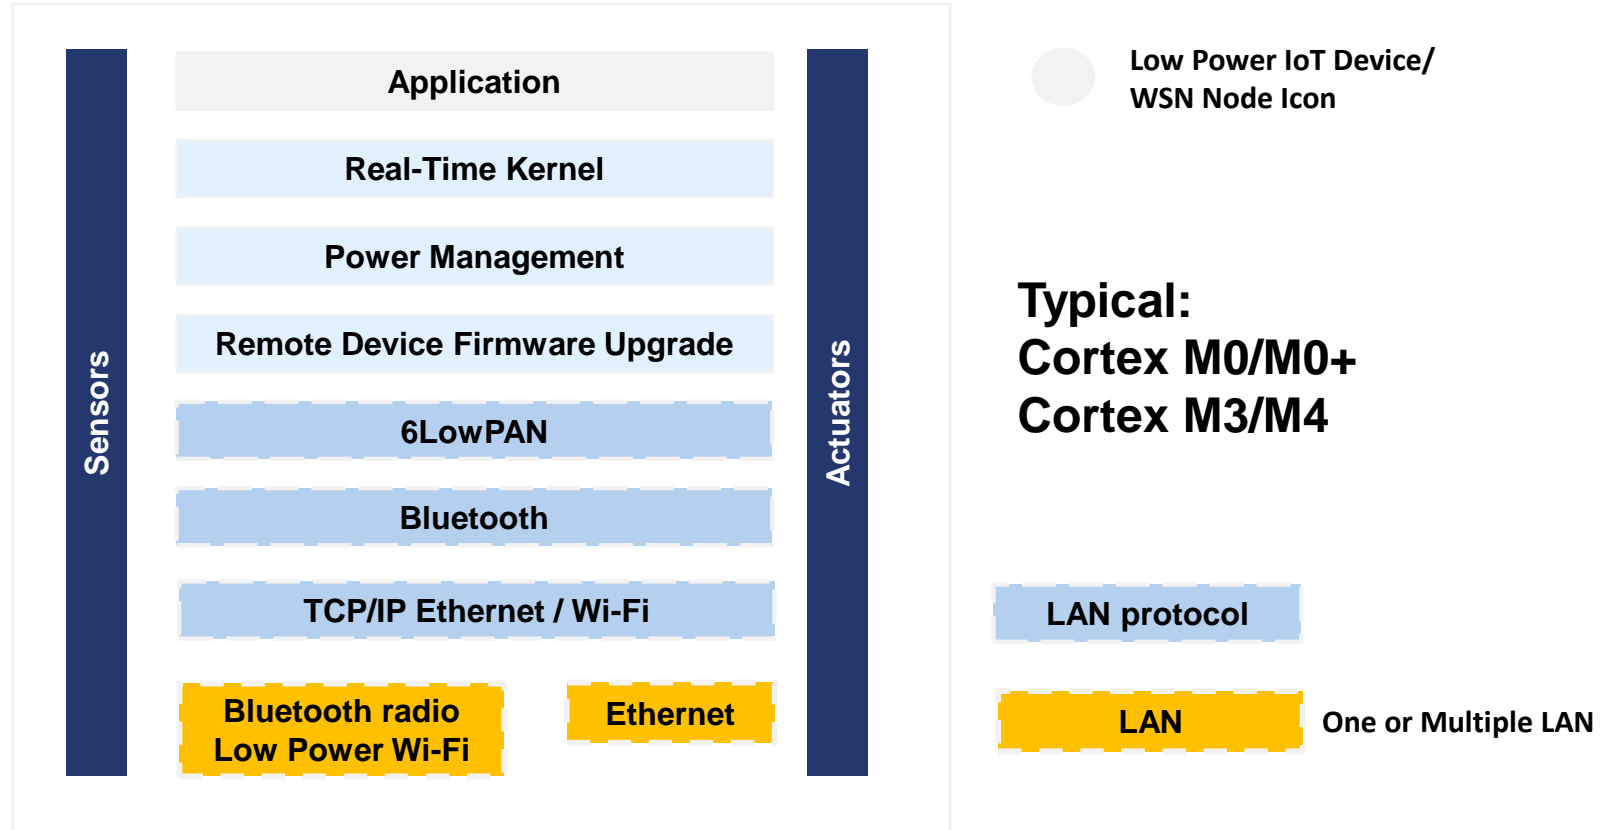 Application
Real-Time Kernel
Power Management
Remote Device Firmware Upgrade
6LowPAN
Bluetooth
TCP/IP Ethernet / Wi-Fi
Bluetooth radio
Low Power Wi-Fi
Ethernet
Sensors
Actuators
Low Power IoT Device/
WSN Node Icon
Typical:
Cortex M0/M0+
Cortex M3/M4
LAN protocol
LAN
One or Multiple LAN